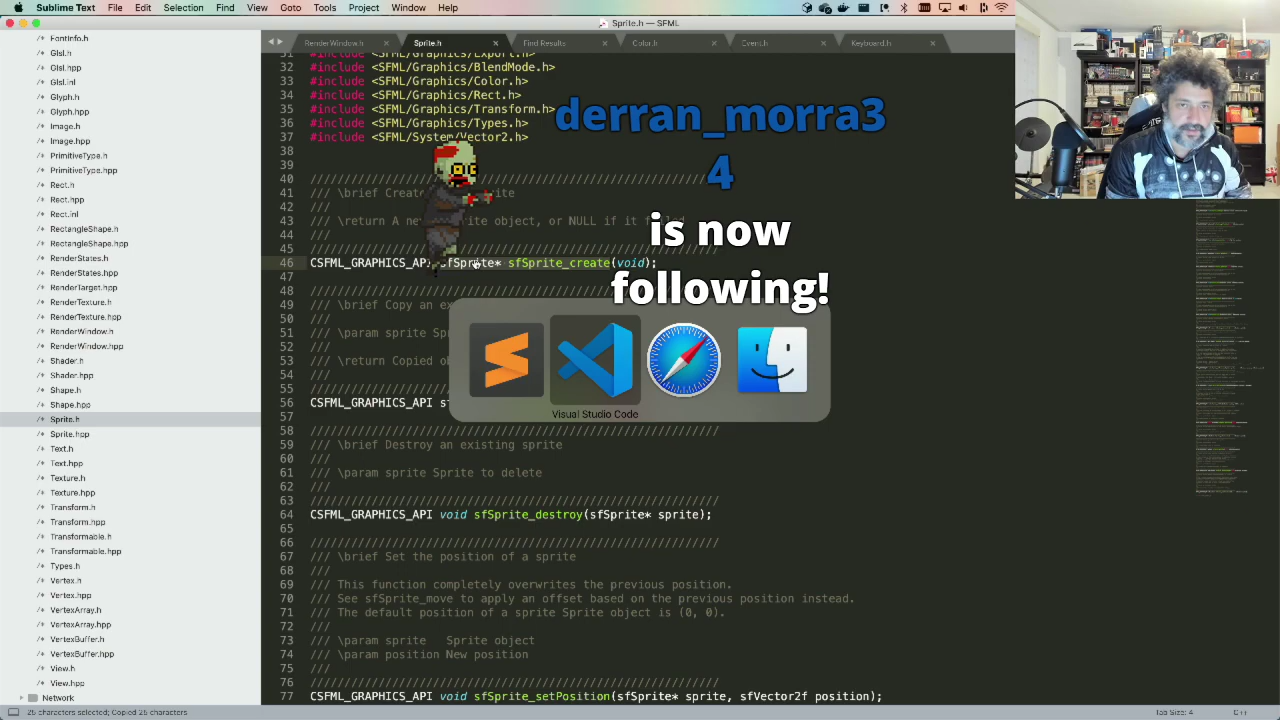 Sublime Text File Edit Selection Find View Goto Tools Project Window Help
Sprite.h — SFML
RenderWindow.h Sprite.h Find Results Color.h Event.h Keyboard.h
FontInfo.h
Glsl.h
Glsl.hpp
Glsl.inl
Glyph.h
Glyph.hpp
Image.h
Image.hpp
PrimitiveType.h
PrimitiveType.hpp
Rect.h
Rect.hpp
Rect.inl
RectangleShape.h
RectangleShape.hpp
RenderStates.h
RenderStates.hpp
RenderTexture.h
RenderTexture.hpp
RenderWindow.h
RenderWindow.hpp
Shader.h
Shader.hpp
Shape.h
Shape.hpp
Sprite.h
Sprite.hpp
Text.h
Text.hpp
Texture.h
Texture.hpp
Transform.h
Transform.hpp
Transformable.h
Transformable.hpp
Types.h
Vertex.h
Vertex.hpp
VertexArray.h
VertexArray.hpp
VertexBuffer.h
VertexBuffer.hpp
View.h
View.hpp
Network
31 #include <SFML/Graphics/Export.h>
32 #include <SFML/Graphics/BlendMode.h>
33 #include <SFML/Graphics/Color.h>
34 #include <SFML/Graphics/Rect.h>
35 #include <SFML/Graphics/Transform.h>
36 #include <SFML/Graphics/Types.h>
37 #include <SFML/System/Vector2.h>
38
39
40 ////////////////////////////////////////////////////////////
41 /// \brief Creat
42 ///
43 /// \return A new
44 ///
45 ////////////////////////////////////////////////////////////
46 CSFML_GRAPHICS_API sfSprite* sfSprite_create(void);
47
48
49 /// \brief Copy
50 ///
51 /// \param sprite
52 ///
53 /// \return Copi
54 ///
55
56 CSFML_GRAPHICS_API
57
58
59 /// \brief Destroy an existing sprite
60 ///
61 /// \param sprite Sprite to delete
62 ///
63 ////////////////////////////////////////////////////////////
64 CSFML_GRAPHICS_API void sfSprite_destroy(sfSprite* sprite);
65
66 ////////////////////////////////////////////////////////////
67 /// \brief Set the position of a sprite
68 ///
69 /// This function completely overwrites the previous position.
70 /// See sfSprite_move to apply an offset based on the previous position instead.
71 /// The default position of a sprite Sprite object is (0, 0).
72 ///
73 /// \param sprite Sprite object
74 /// \param position New position
75 ///
76 ////////////////////////////////////////////////////////////
77 CSFML_GRAPHICS_API void sfSprite_setPosition(sfSprite* sprite, sfVector2f position);
derran_morra3
4
is now
following!
Visual Studio Code
25 characters selected; Copied 25 characters
Tab Size: 4 C++